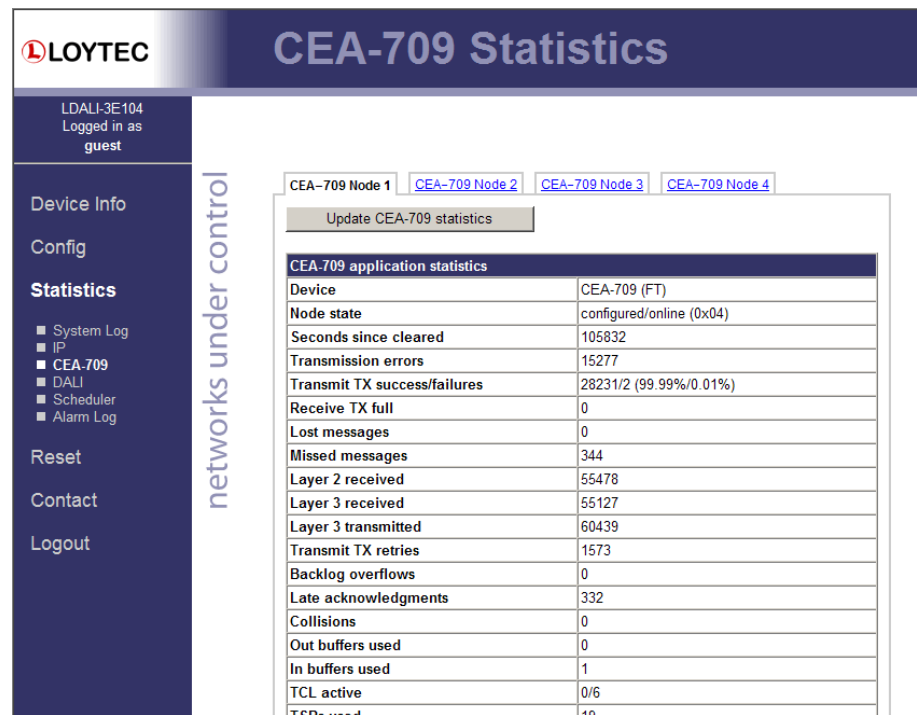 LOYTEC
CEA-709 Statistics
LDALI-3E104
Logged in as
guest
Device Info
Config
Statistics
System Log
IP
CEA-709
DALI
Scheduler
Alarm Log
Reset
Contact
Logout
networks under control
CEA-709 Node 1 CEA-709 Node 2 CEA-709 Node 3 CEA-709 Node 4
Update CEA-709 statistics
CEA-709 application statistics
Device CEA-709 (FT)
Node state configured/online (0x04)
Seconds since cleared 105832
Transmission errors 15277
Transmit TX success/failures 28231/2 (99.99%/0.01%)
Receive TX full 0
Lost messages 0
Missed messages 344
Layer 2 received 55478
Layer 3 received 55127
Layer 3 transmitted 60439
Transmit TX retries 1573
Backlog overflows 0
Late acknowledgments 332
Collisions 0
Out buffers used 0
In buffers used 1
TCL active 0/6